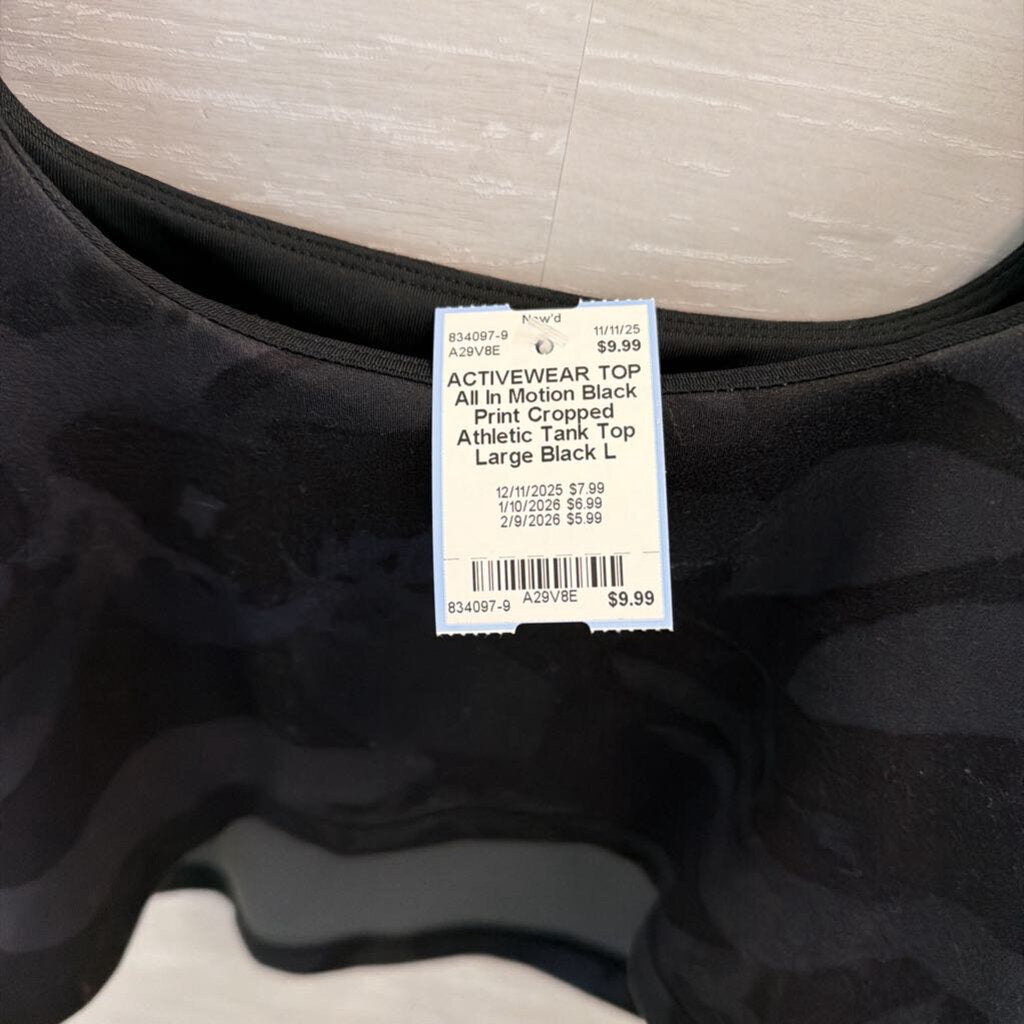 New'd
834097-9 11/11/25
A29V8E $9.99
ACTIVEWEAR TOP
All In Motion Black
Print Cropped
Athletic Tank Top
Large Black L
12/11/2025 $7.99
1/10/2026 $6.99
2/9/2026 $5.99
834097-9 A29V8E $9.99